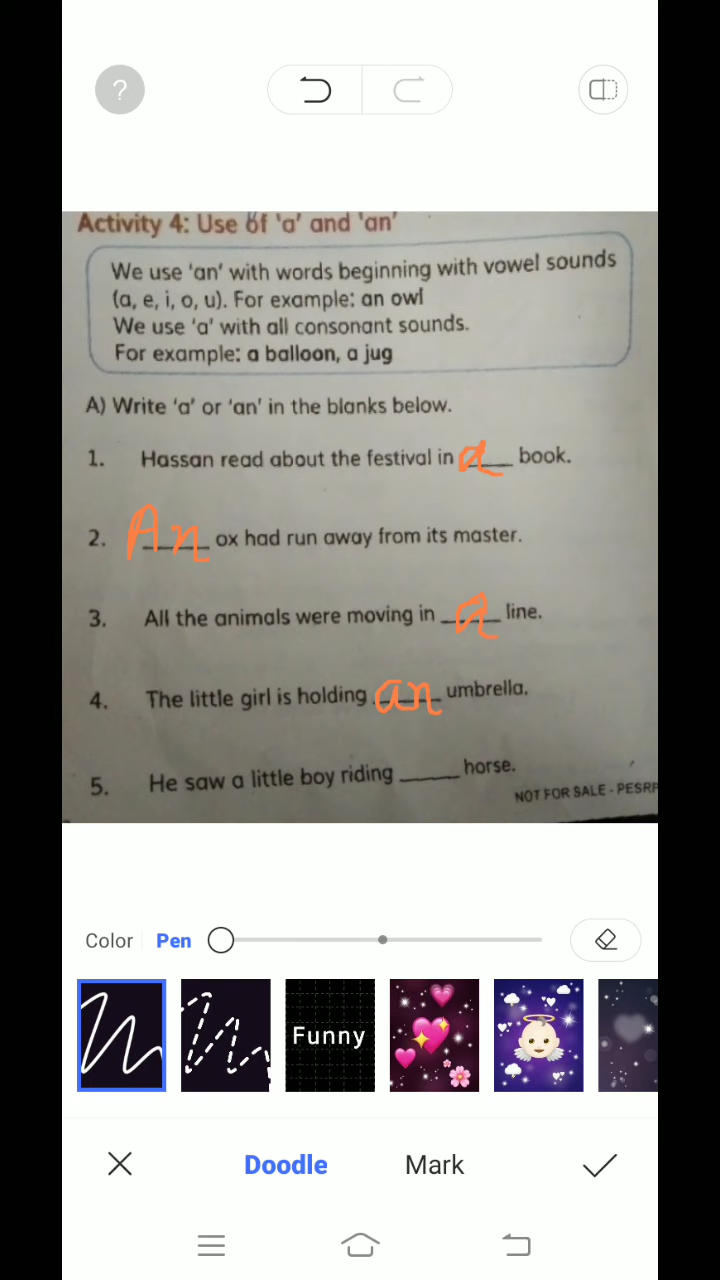 ?
Activity 4: Use of 'a' and 'an'
We use 'an' with words beginning with vowel sounds
(a, e, i, o, u). For example: an owl
We use 'a' with all consonant sounds.
For example: a balloon, a jug
A) Write 'a' or 'an' in the blanks below.
1. Hassan read about the festival in a book.
2. An ox had run away from its master.
3. All the animals were moving in a line.
4. The little girl is holding an umbrella.
5. He saw a little boy riding _____ horse.
NOT FOR SALE - PESRP
Color Pen
Funny
Doodle Mark